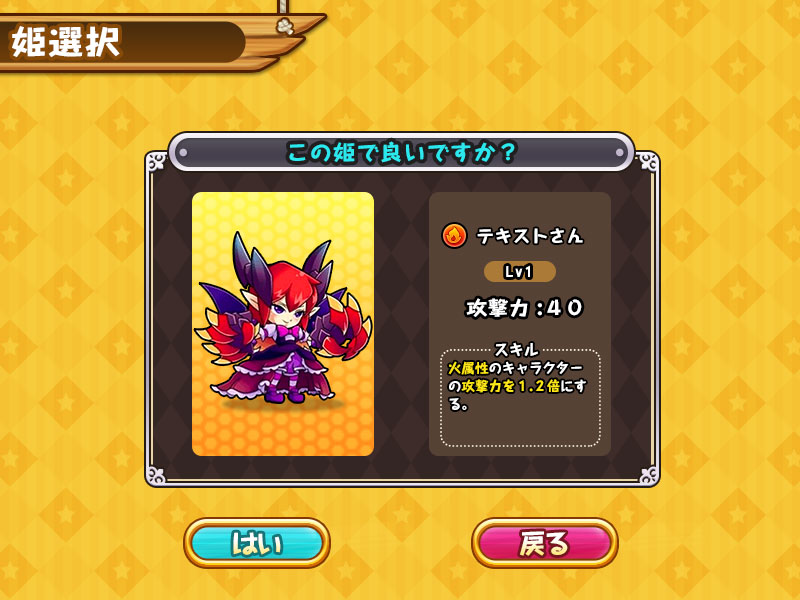 姫選択
この姫で良いですか？
テキストさん
Lv1
攻撃力：40
スキル
火属性のキャラクター
の攻撃力を1.2倍にす
る。
はい
戻る